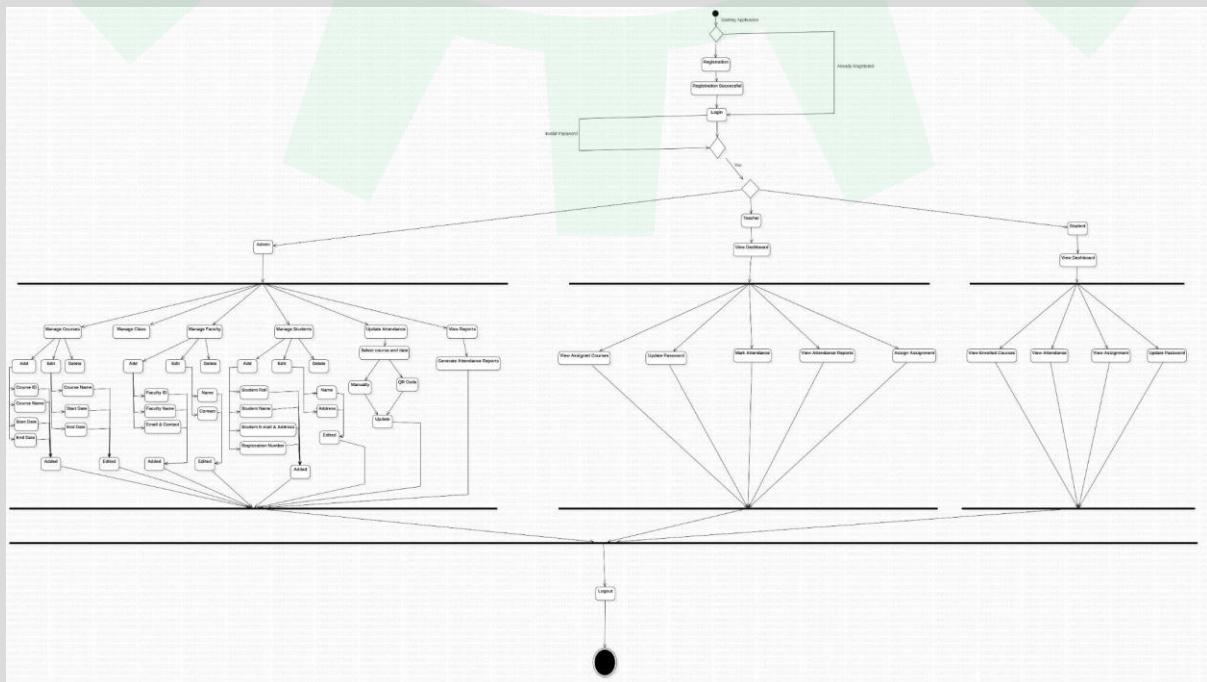 Starting Application
Registration
Already Registered
Registration Successful
Login
Invalid Password
Yes
Teacher
Student
Admin
View Dashboard
View Dashboard
Manage Courses
Manage Class
Manage Faculty
Manage Students
Update Attendance
View Reports
Select course and date
View Assigned Courses
Update Password
Mark Attendance
View Attendance Reports
Assign Assignment
View Enrolled Courses
View Attendance
View Assignment
Update Password
Add
Edit
Delete
Add
Edit
Delete
Add
Edit
Delete
Generate Attendance Reports
Manually
QR Code
Course ID
Course Name
Faculty ID
Name
Student Roll
Name
Course Name
Start Date
Faculty Name
Contact
Student Name
Address
Update
Start Date
End Date
Email & Contact
Student E-mail & Address
End Date
Edited
Registration Number
Added
Edited
Added
Edited
Added
Logout